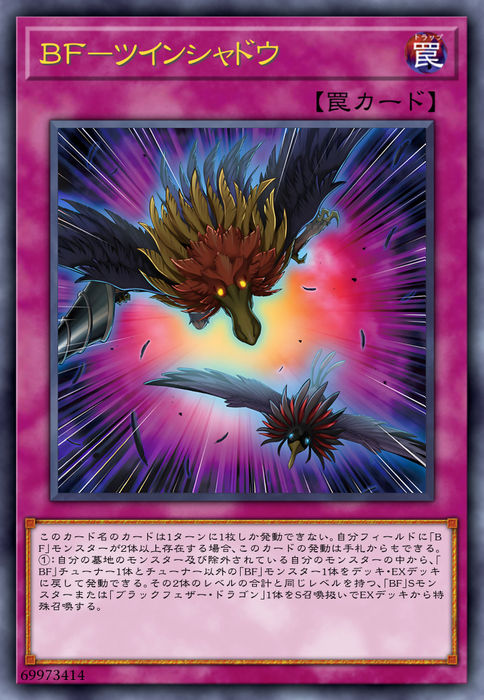 BF－ツインシャドウ
トラップ
罠
【罠カード】
このカード名のカードは1ターンに1枚しか発動できない。自分フィールドに「B
F」モンスターが2体以上存在する場合、このカードの発動は手札からもできる。
①：自分の墓地のモンスター及び除外されている自分のモンスターの中から、「
BF」チューナー1体とチューナー以外の「BF」モンスター1体をデッキ・EXデッキ
に戻して発動できる。その2体のレベルの合計と同じレベルを持つ、「BF」Sモン
スターまたは「ブラックフェザー・ドラゴン」1体をS召喚扱いでEXデッキから特
殊召喚する。
69973414